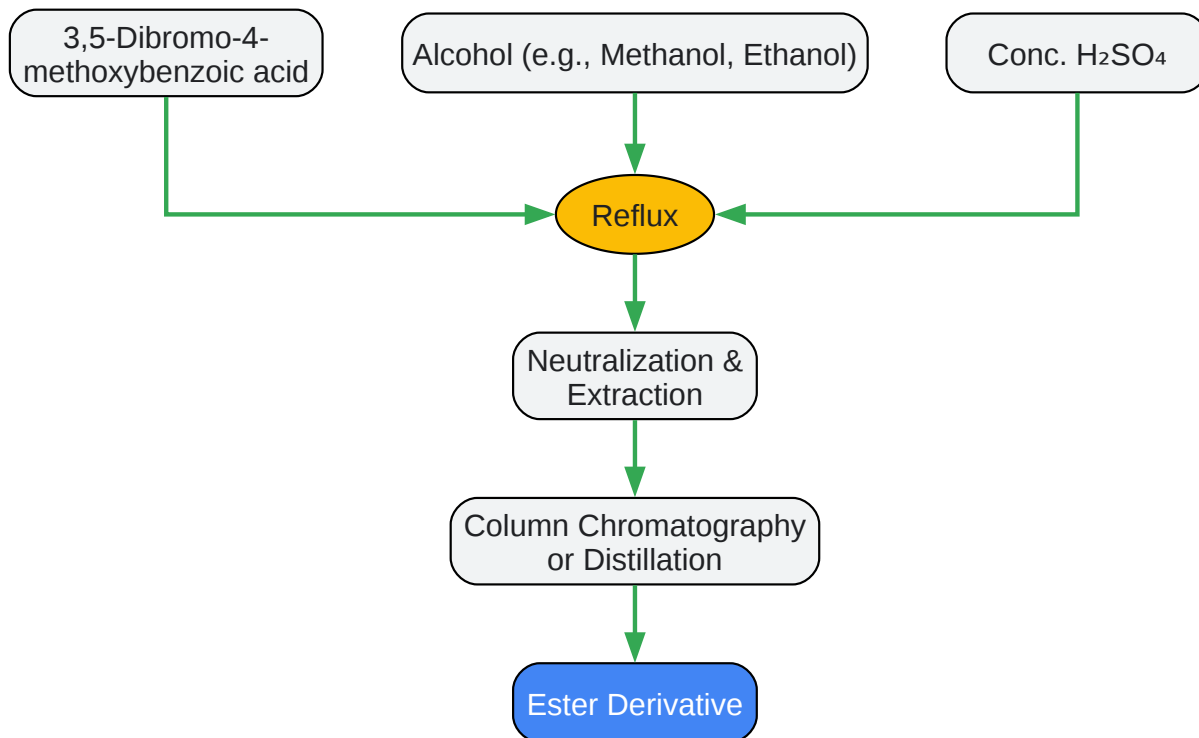 3,5-Dibromo-4-
methoxybenzoic acid
Alcohol (e.g., Methanol, Ethanol)
Conc. H₂SO₄
Reflux
Neutralization &
Extraction
Column Chromatography
or Distillation
Ester Derivative